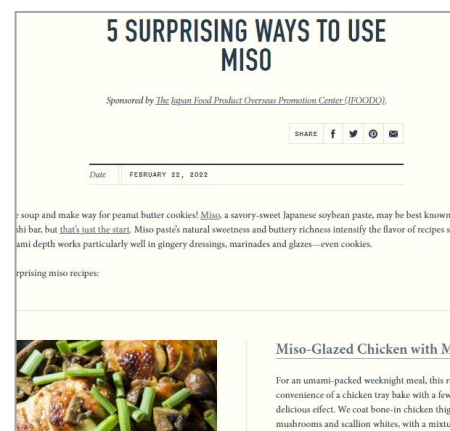 5 SURPRISING WAYS TO USE
MISO
Sponsored by The Japan Food Product Overseas Promotion Center (JFOODO).
SHARE
Date FEBRUARY 22, 2022
soup and make way for peanut butter cookies! Miso, a savory-sweet Japanese soybean paste, may be best known
bar, but that's just the start. Miso paste's natural sweetness and buttery richness intensify the flavor of recipes
depth works particularly well in gingery dressings, marinades and glazes—even cookies.
miso recipes:
Miso-Glazed Chicken with
For an umami-packed weeknight meal, this
convenience of a chicken tray bake with a few
delicious effect. We coat bone-in chicken
mushrooms and scallion whites, with a